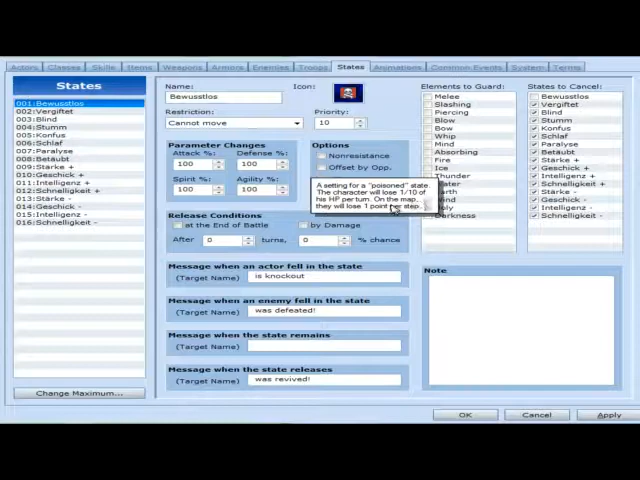 Actors Classes Skills Items Weapons Armors Enemies Troops States Animations Common Events System Terms
States
001:Bewusstlos
002:Vergiftet
003:Blind
004:Stumm
005:Konfus
006:Schlaf
007:Paralyse
008:Betäubt
009:Stärke +
010:Geschick +
011:Intelligenz +
012:Schnelligkeit +
013:Stärke -
014:Geschick -
015:Intelligenz -
016:Schnelligkeit -
Change Maximum...
Name:
Bewusstlos
Icon:
Restriction:
Cannot move
Priority:
10
Parameter Changes
Attack % Defense %
100 100
Spirit % Agility %
100 100
Options
Nonresistance
Offset by Opp.
A setting for a "poisoned" state.
The character will lose 1/10 of
his HP per turn. On the map,
they will lose 1 point per step.
Release Conditions
at the End of Battle by Damage
After 0 turns, 0 % chance
Message when an actor fell in the state
(Target Name) is knockout
Message when an enemy fell in the state
(Target Name) was defeated!
Message when the state remains
(Target Name)
Message when the state releases
(Target Name) was revived!
Elements to Guard:
Melee
Slashing
Piercing
Blow
Bow
Whip
Mind
Absorbing
Fire
Ice
Thunder
Water
Earth
Wind
Holy
Darkness
States to Cancel:
Bewusstlos
Vergiftet
Blind
Stumm
Konfus
Schlaf
Paralyse
Betäubt
Stärke +
Geschick +
Intelligenz +
Schnelligkeit +
Stärke -
Geschick -
Intelligenz -
Schnelligkeit -
Note
OK Cancel Apply